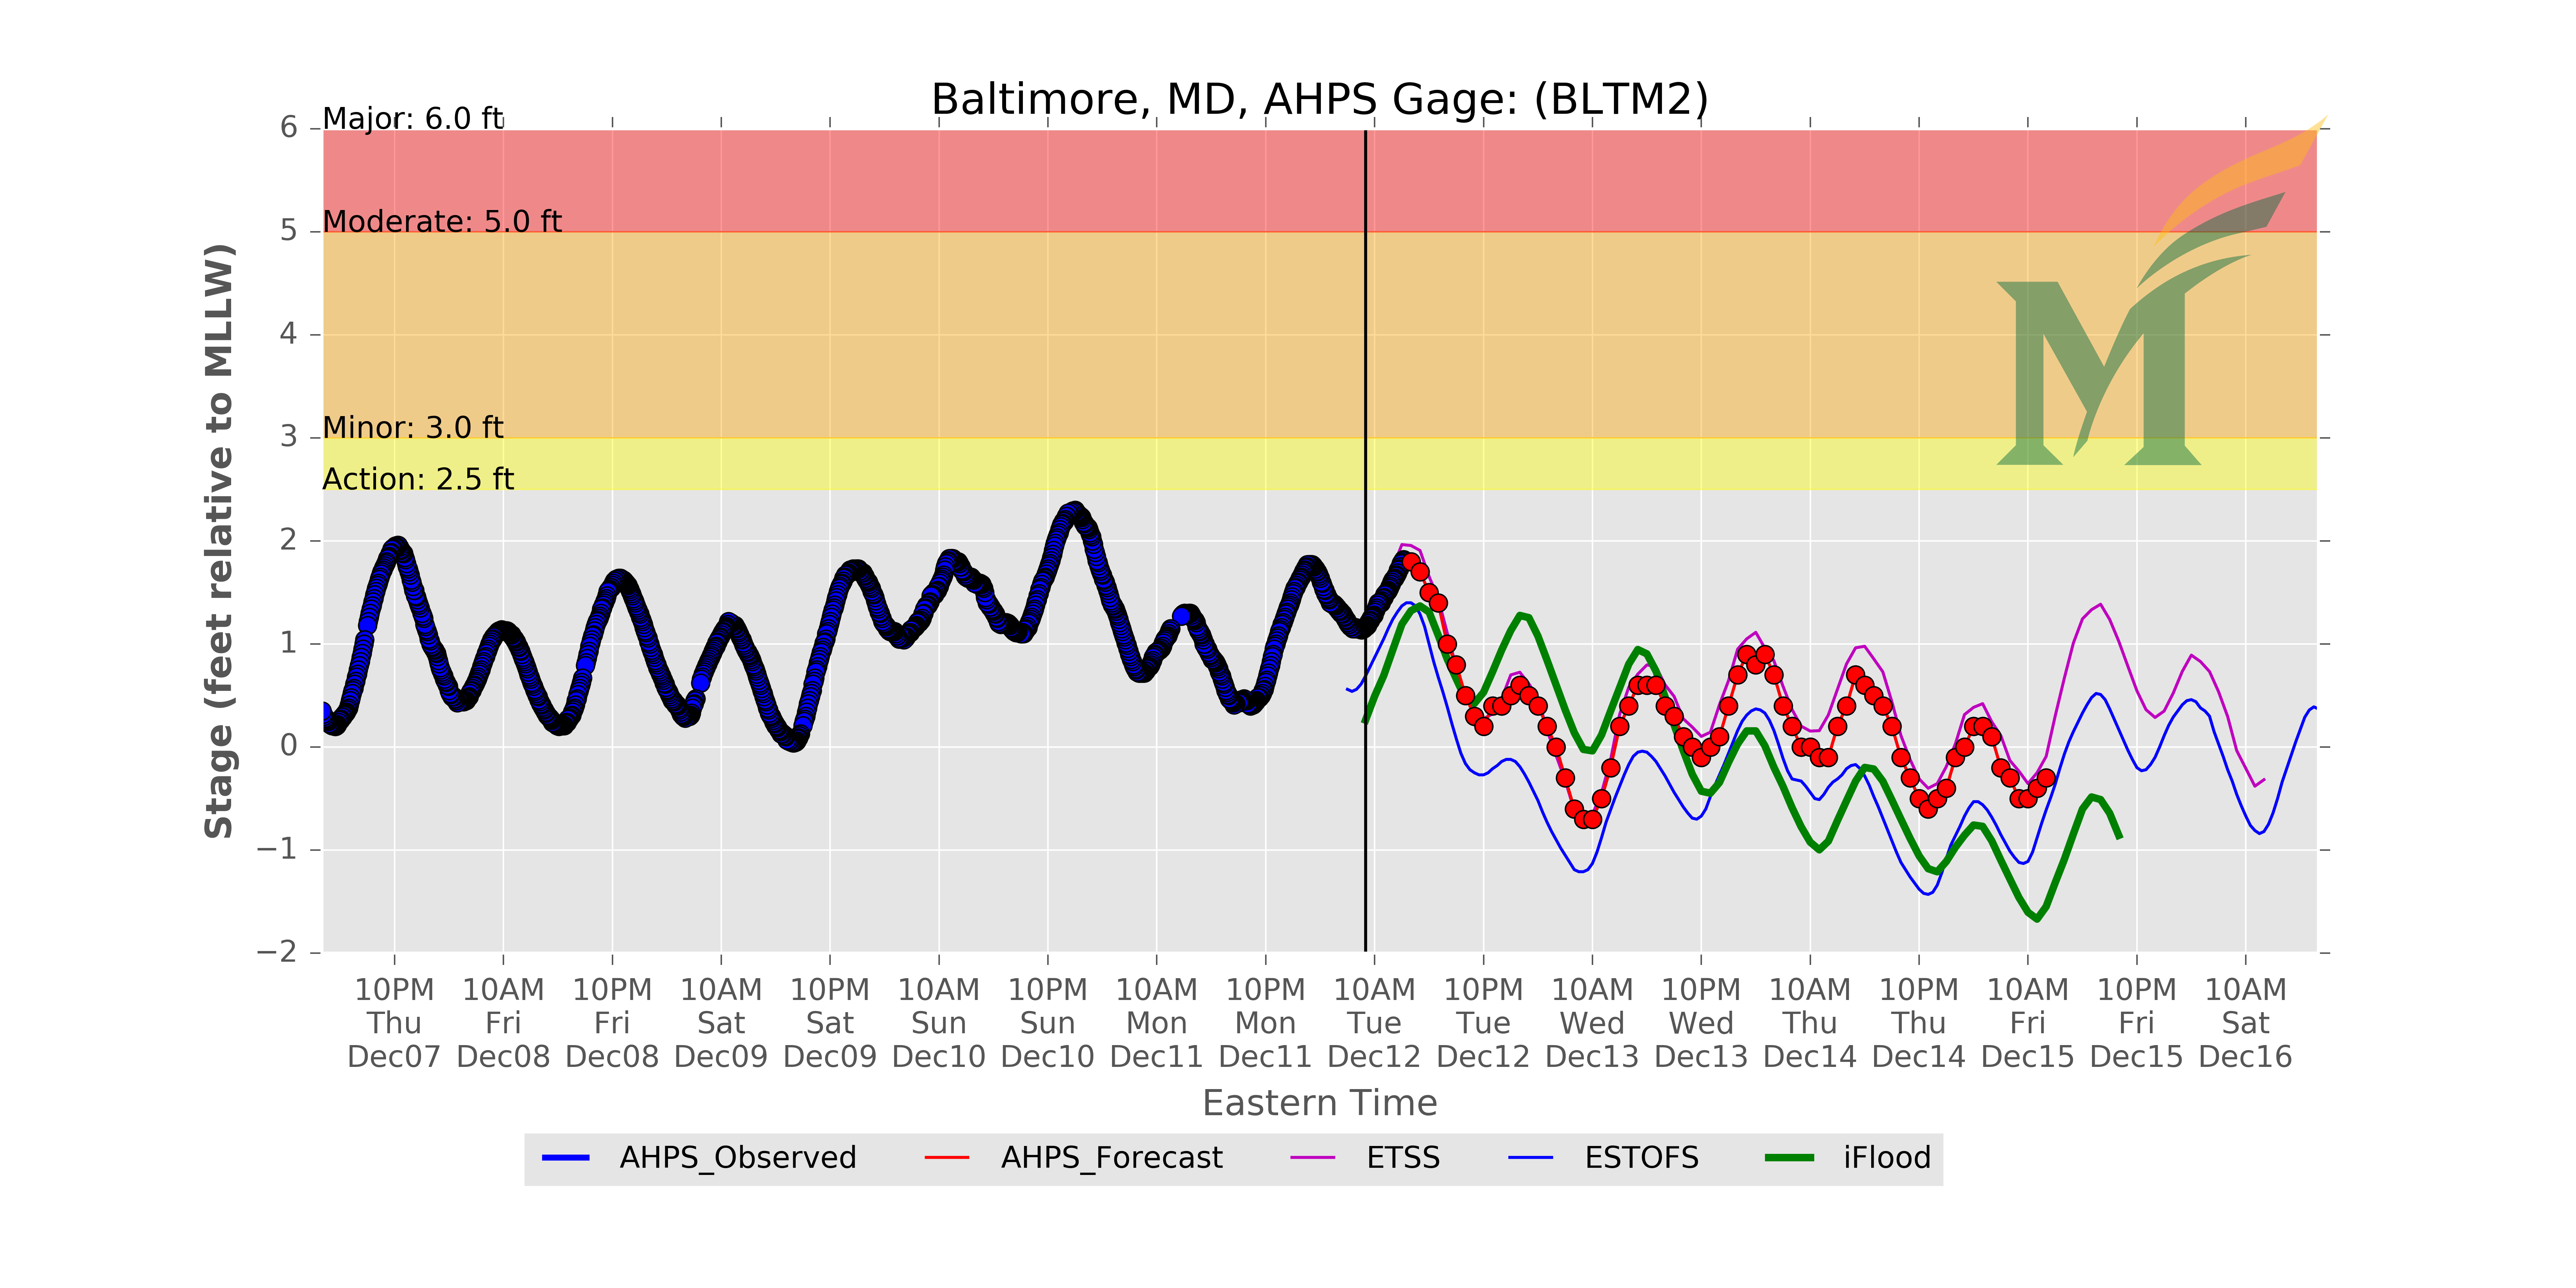 Baltimore, MD, AHPS Gage: (BLTM2)
Major: 6.0 ft
Moderate: 5.0 ft
Minor: 3.0 ft
Action: 2.5 ft
6
5
4
3
2
1
0
−1
−2
Stage (feet relative to MLLW)
M
10PM 10AM 10PM 10AM 10PM 10AM 10PM 10AM 10PM 10AM 10PM 10AM 10PM 10AM 10PM 10AM 10PM 10AM
Thu Fri Fri Sat Sat Sun Sun Mon Mon Tue Tue Wed Wed Thu Thu Fri Fri Sat
Dec07 Dec08 Dec08 Dec09 Dec09 Dec10 Dec10 Dec11 Dec11 Dec12 Dec12 Dec13 Dec13 Dec14 Dec14 Dec15 Dec15 Dec16
Eastern Time
AHPS_Observed AHPS_Forecast ETSS ESTOFS iFlood